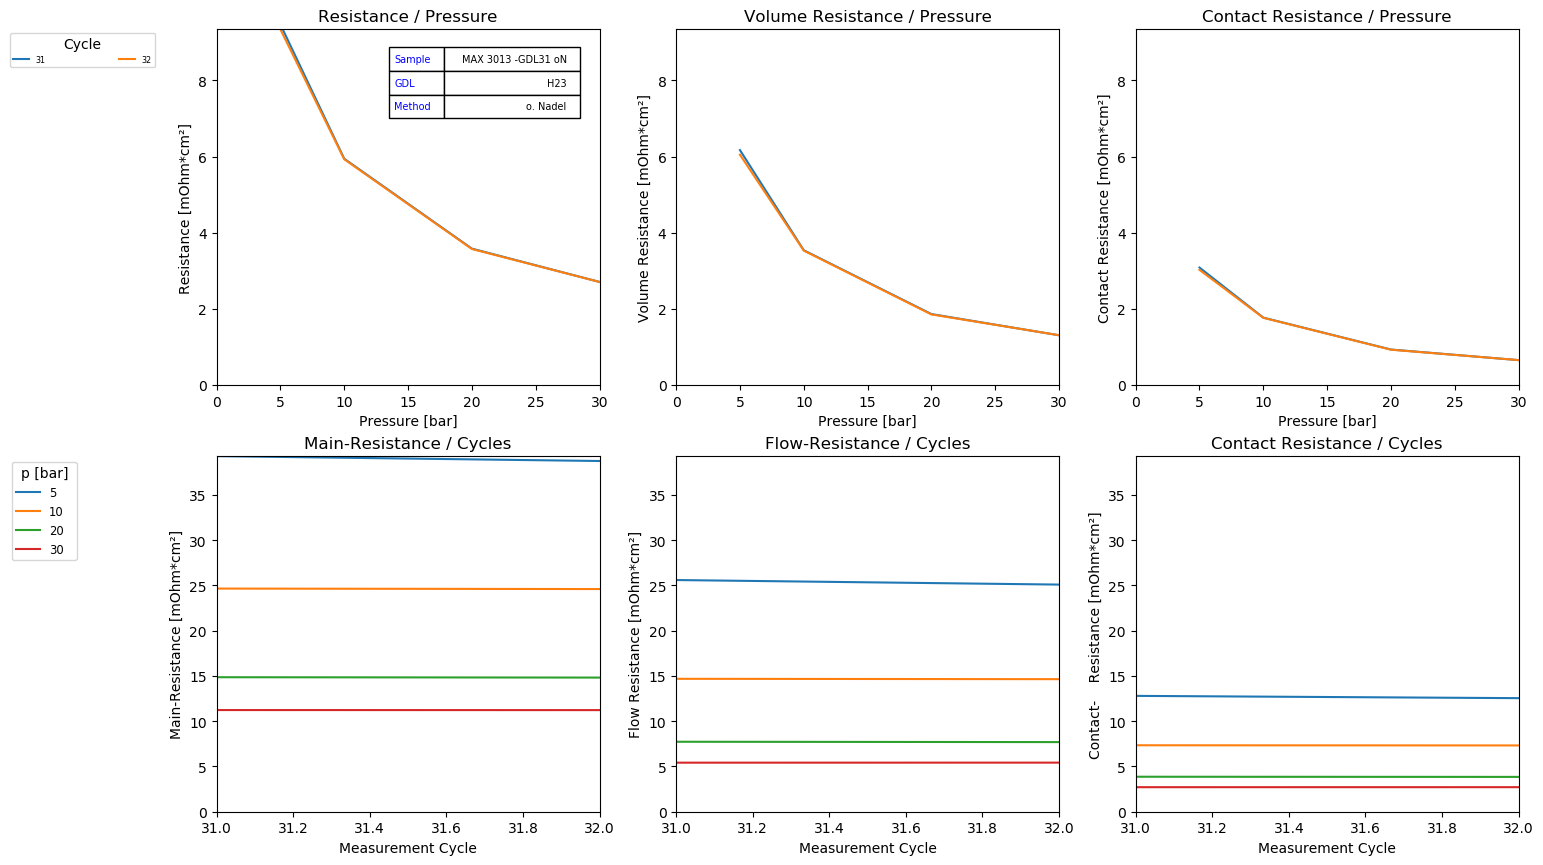 Cycle
31 32
Resistance / Pressure
Sample MAX 3013 -GDL31 oN
GDL H23
Method o. Nadel
Resistance [mOhm*cm²]
0 2 4 6 8
0 5 10 15 20 25 30
Pressure [bar]
Volume Resistance / Pressure
Volume Resistance [mOhm*cm²]
0 2 4 6 8
0 5 10 15 20 25 30
Pressure [bar]
Contact Resistance / Pressure
Contact Resistance [mOhm*cm²]
0 2 4 6 8
0 5 10 15 20 25 30
Pressure [bar]
p [bar]
5
10
20
30
Main-Resistance / Cycles
Main-Resistance [mOhm*cm²]
0 5 10 15 20 25 30 35
31.0 31.2 31.4 31.6 31.8 32.0
Measurement Cycle
Flow-Resistance / Cycles
Flow Resistance [mOhm*cm²]
0 5 10 15 20 25 30 35
31.0 31.2 31.4 31.6 31.8 32.0
Measurement Cycle
Contact Resistance / Cycles
Contact- Resistance [mOhm*cm²]
0 5 10 15 20 25 30 35
31.0 31.2 31.4 31.6 31.8 32.0
Measurement Cycle